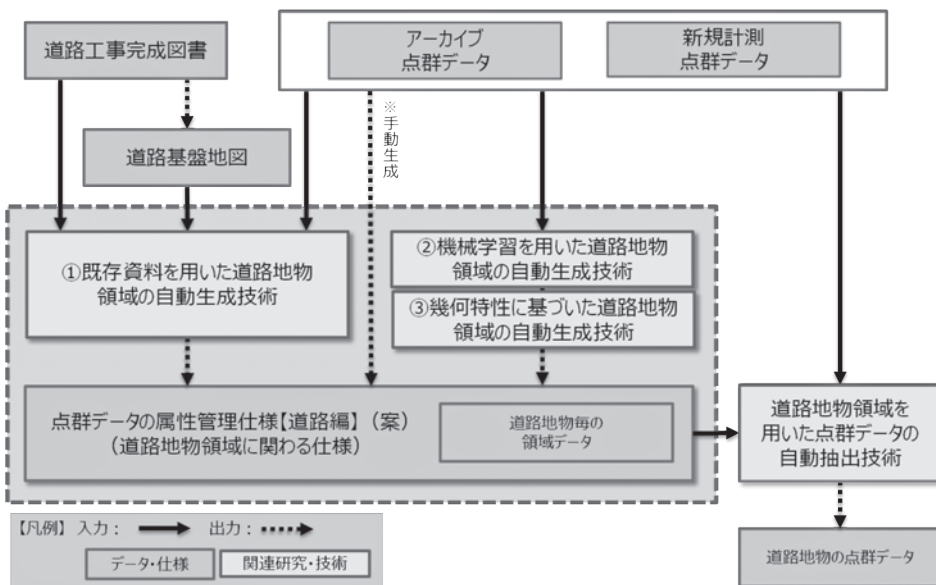 道路工事完成図書
アーカイブ
点群データ
新規計測
点群データ
※手動生成
道路基盤地図
①既存資料を用いた道路地物
領域の自動生成技術
②機械学習を用いた道路地物
領域の自動生成技術
③幾何特性に基づいた道路地物
領域の自動生成技術
点群データの属性管理仕様【道路編】（案）
（道路地物領域に関わる仕様）
道路地物毎の
領域データ
道路地物領域を
用いた点群データの
自動抽出技術
道路地物の点群データ
【凡例】 入力： 出力：
データ・仕様 関連研究・技術